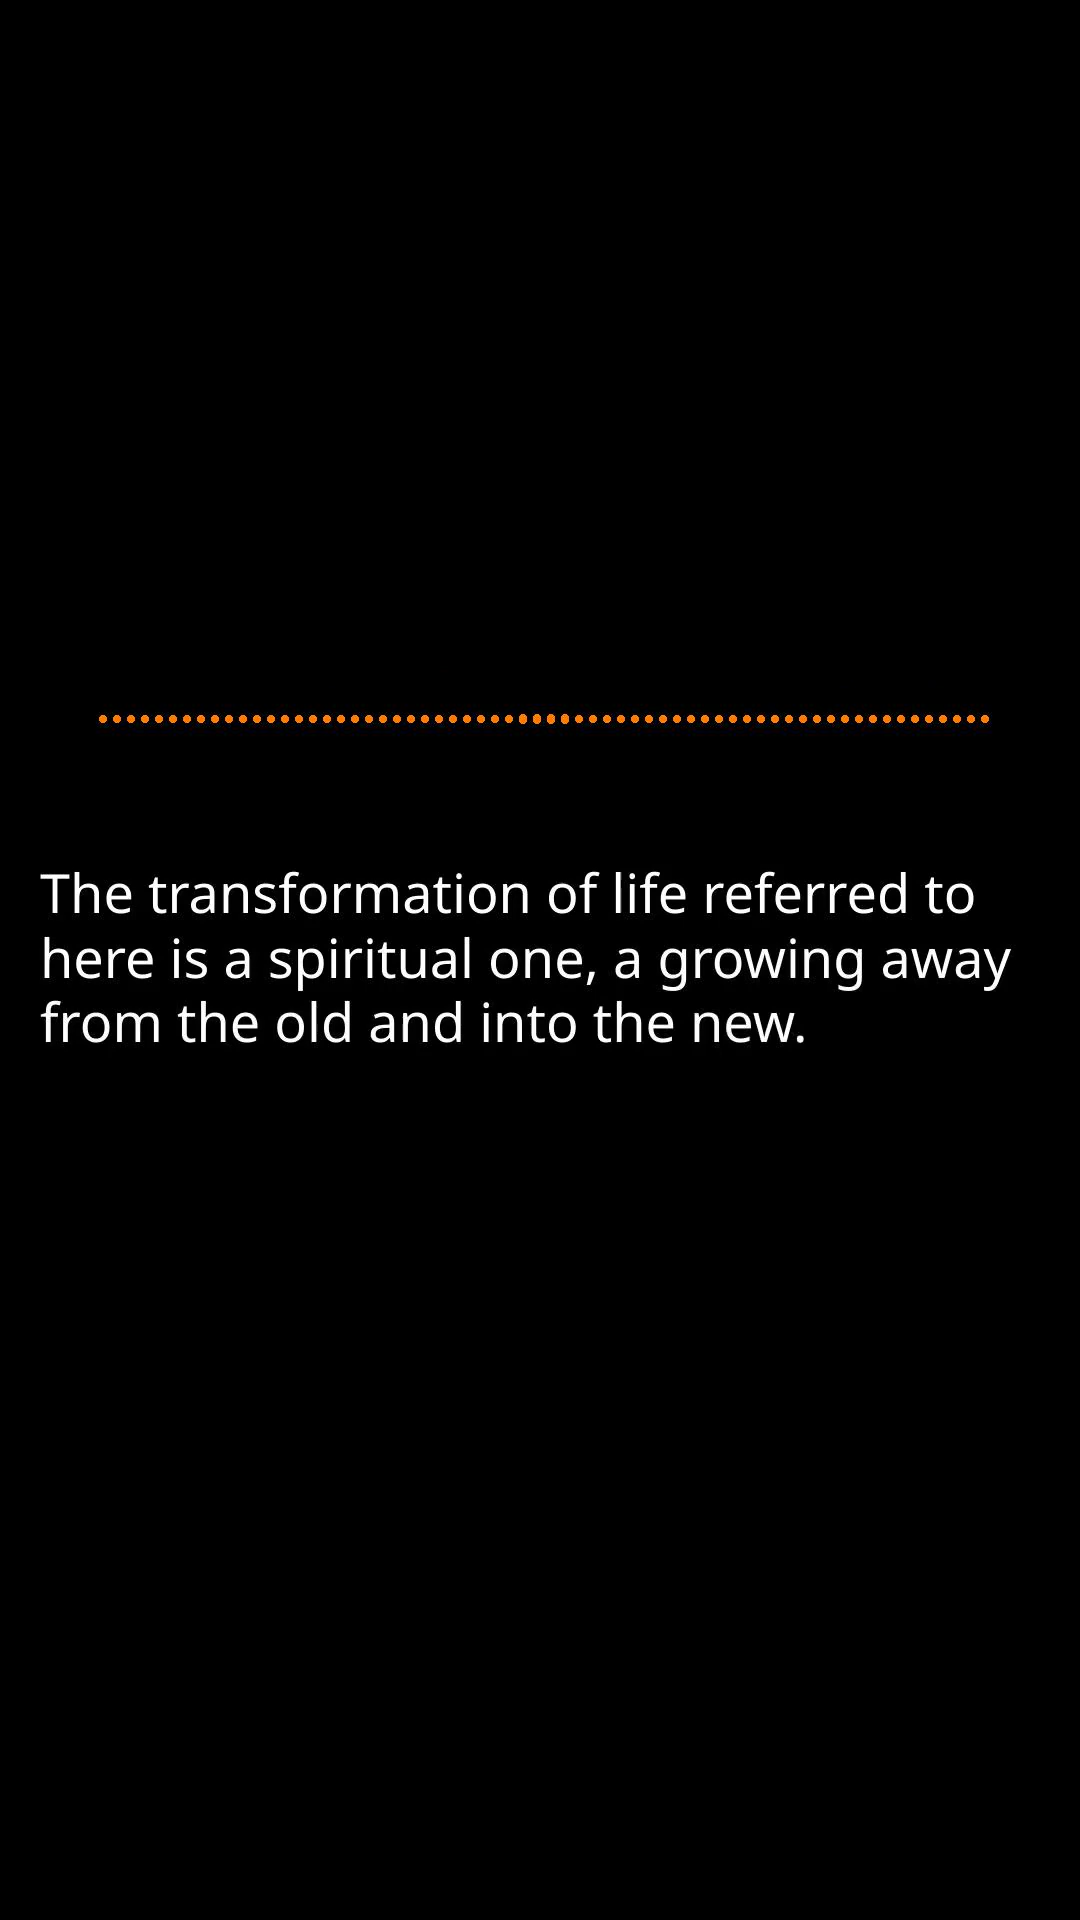 The transformation of life referred to
here is a spiritual one, a growing away
from the old and into the new.